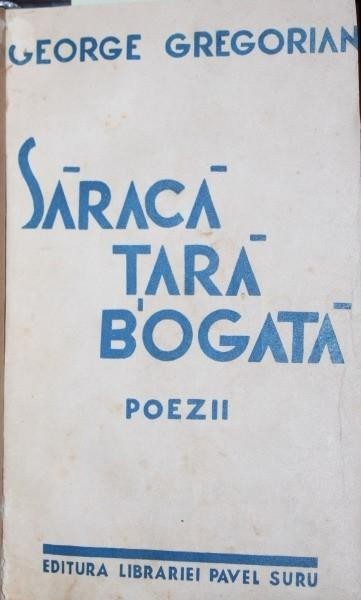 GEORGE GREGORIAN
SĂRACĂ
ȚARĂ
BOGATĂ
POEZII
EDITURA LIBRARIEI PAVEL SURU